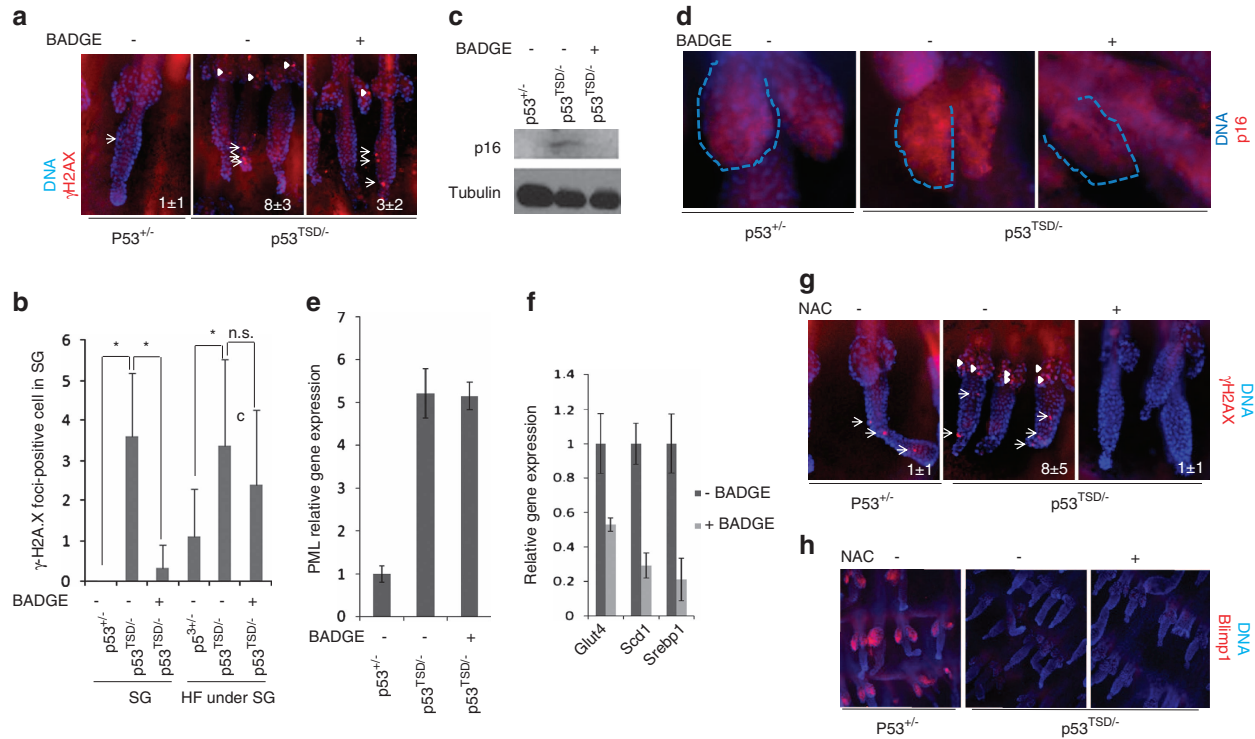 a
BADGE - - +
DNA
γH2AX
1±1 8±3 3±2
P53+/- p53TSD/-
b
γ-H2A.X foci-positive cell in SG
6
5
4
3
2
1
0
* * * n.s.
c
BADGE - - + - - +
p53+/- p53TSD/- p53TSD/- p53+/- p53TSD/- p53TSD/-
SG HF under SG
c
BADGE - - +
p53+/- p53TSD/- p53TSD/-
p16
Tubulin
d
BADGE - - +
DNA
p16
p53+/- p53TSD/-
e
PML relative gene expression
7
6
5
4
3
2
1
0
BADGE - - +
p53+/- p53TSD/- p53TSD/-
f
Relative gene expression
1.4
1.2
1
0.8
0.6
0.4
0.2
0
Glut4 Scd1 Srebp1
- BADGE
+ BADGE
g
NAC - - +
γH2AX
DNA
1±1 8±5 1±1
P53+/- p53TSD/-
h
NAC - - +
Blimp1
DNA
P53+/- p53TSD/-